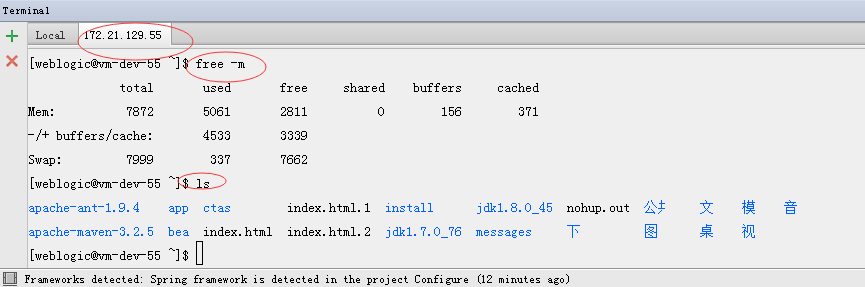 Terminal
Local 172.21.129.55
[weblogic@vm-dev-55 ~]$ free -m
total used free shared buffers cached
Mem: 7872 5061 2811 0 156 371
-/+ buffers/cache: 4533 3339
Swap: 7999 337 7662
[weblogic@vm-dev-55 ~]$ ls
apache-ant-1.9.4 app ctas index.html.1 install jdk1.8.0_45 nohup.out 公共 文 模 音
apache-maven-3.2.5 bea index.html index.html.2 jdk1.7.0_76 messages 下 图 桌 视
[weblogic@vm-dev-55 ~]$
Frameworks detected: Spring framework is detected in the project Configure (12 minutes ago)